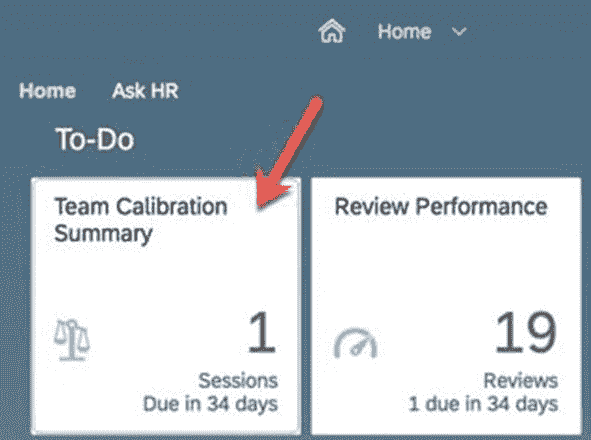 Home
Home Ask HR
To-Do
Team Calibration
Summary
1
Sessions
Due in 34 days
Review Performance
19
Reviews
1 due in 34 days